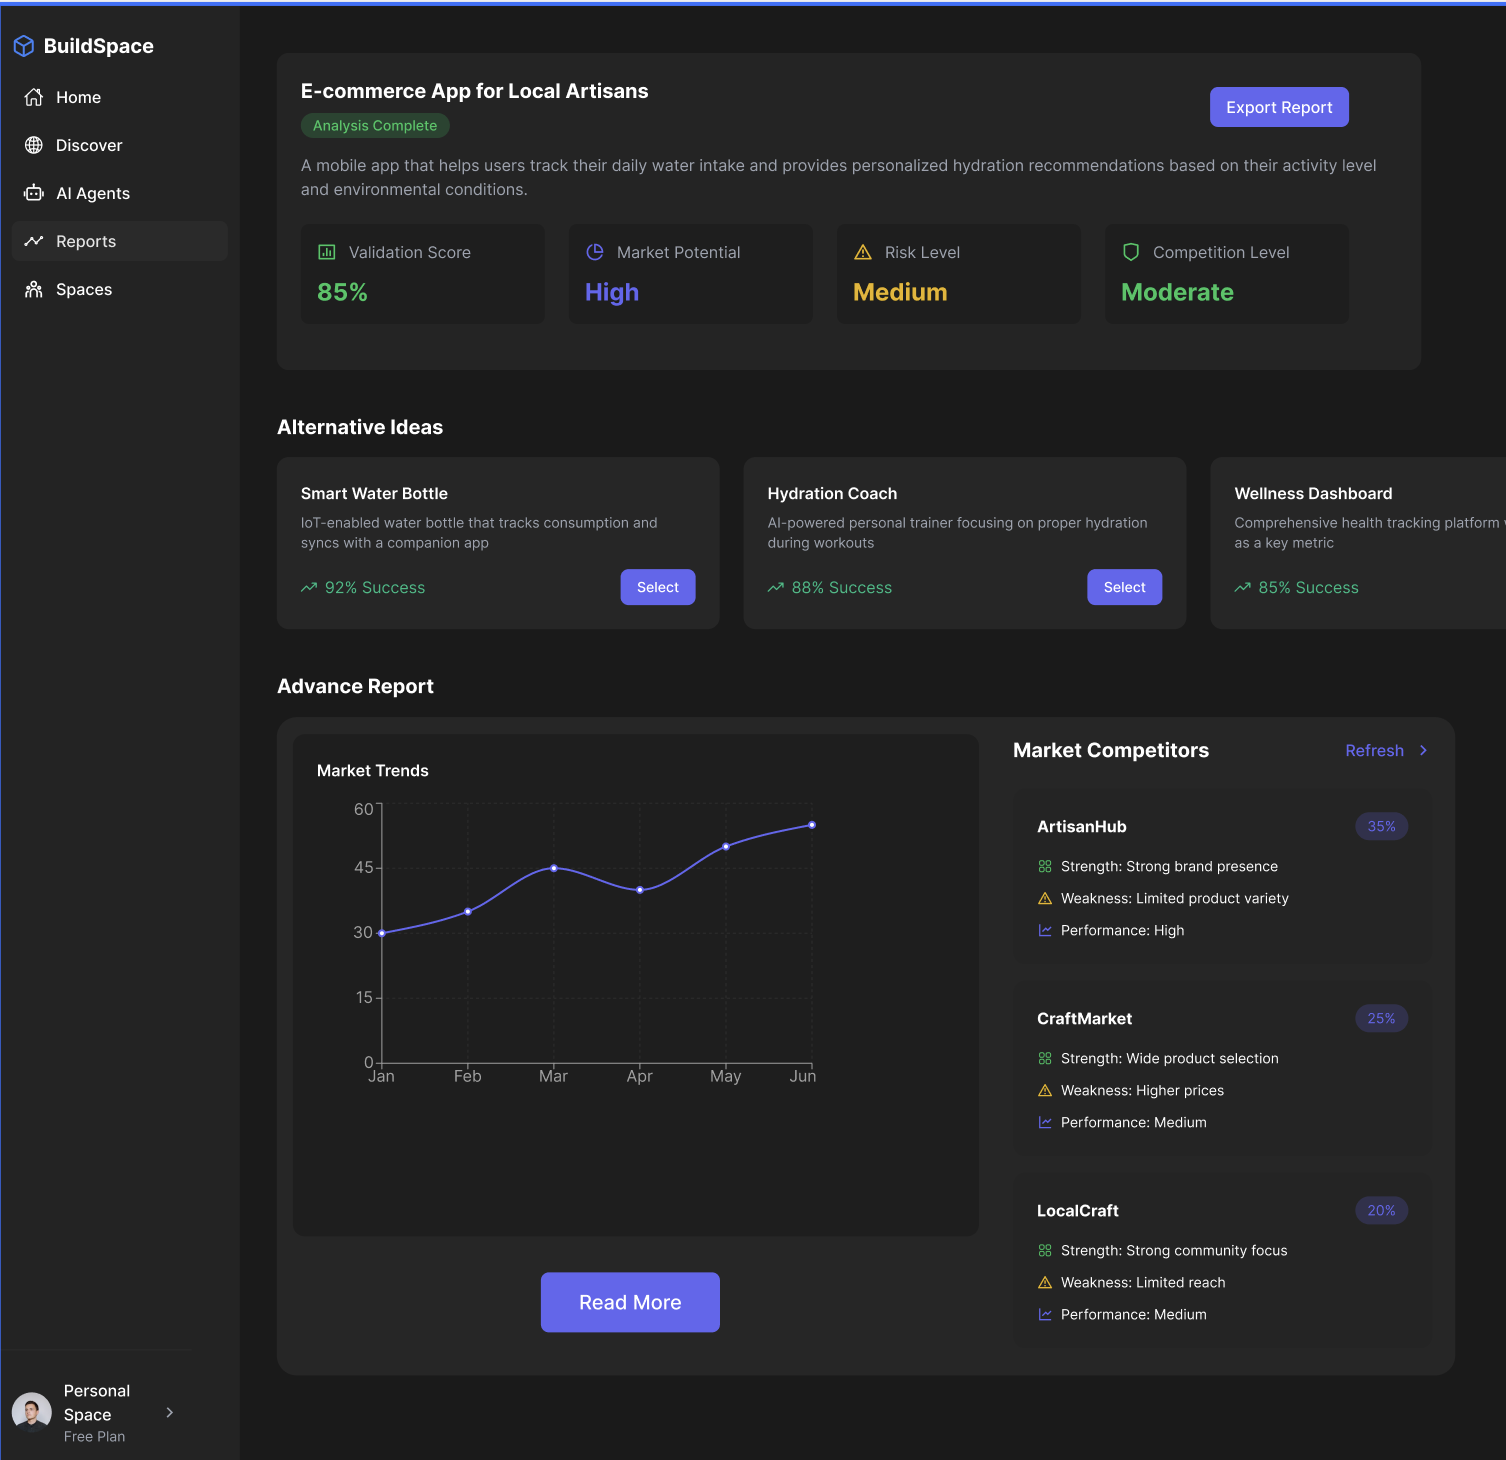 BuildSpace
Home
Discover
AI Agents
Reports
Spaces
Personal
Space
Free Plan
E-commerce App for Local Artisans
Analysis Complete
Export Report
A mobile app that helps users track their daily water intake and provides personalized hydration recommendations based on their activity level
and environmental conditions.
Validation Score
85%
Market Potential
High
Risk Level
Medium
Competition Level
Moderate
Alternative Ideas
Smart Water Bottle
IoT-enabled water bottle that tracks consumption and
syncs with a companion app
92% Success
Select
Hydration Coach
AI-powered personal trainer focusing on proper hydration
during workouts
88% Success
Select
Wellness Dashboard
Comprehensive health tracking platform
as a key metric
85% Success
Advance Report
Market Trends
60
45
30
15
0
Jan Feb Mar Apr May Jun
Read More
Market Competitors
Refresh
ArtisanHub
35%
Strength: Strong brand presence
Weakness: Limited product variety
Performance: High
CraftMarket
25%
Strength: Wide product selection
Weakness: Higher prices
Performance: Medium
LocalCraft
20%
Strength: Strong community focus
Weakness: Limited reach
Performance: Medium